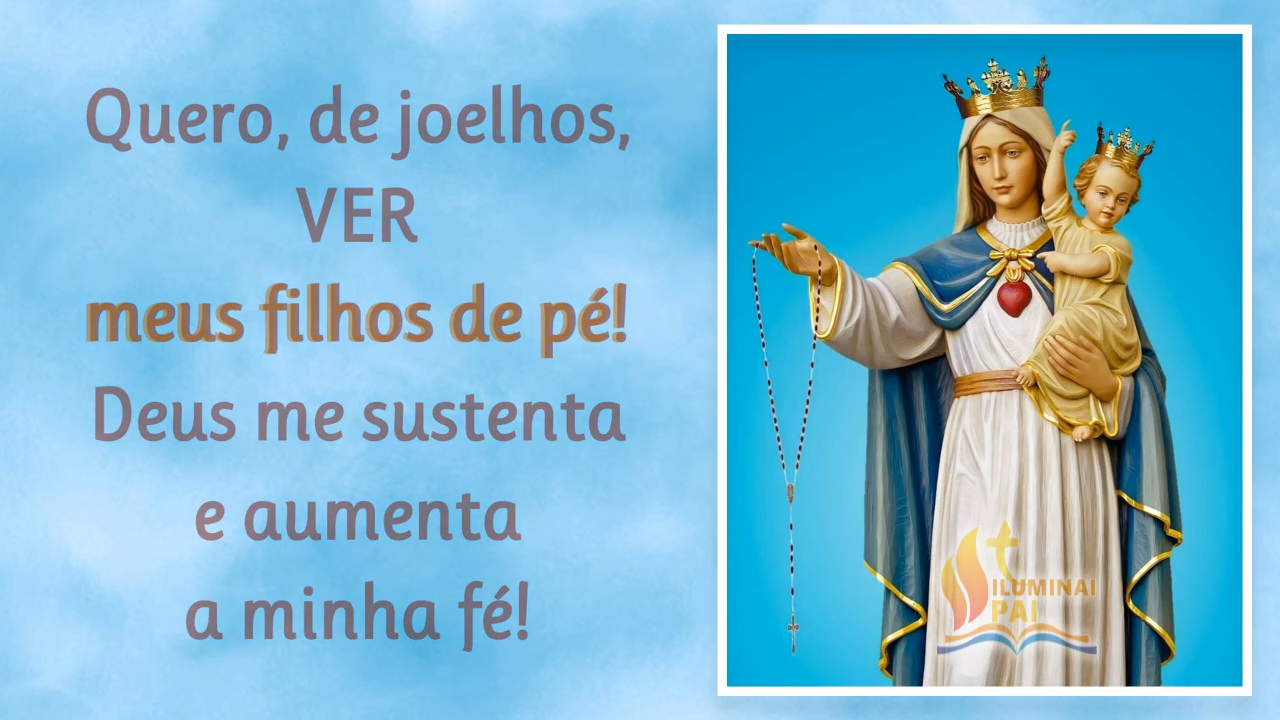 Quero, de joelhos,
VER
meus filhos de pé!
Deus me sustenta
e aumenta
a minha fé!
ILUMINAI
PAI